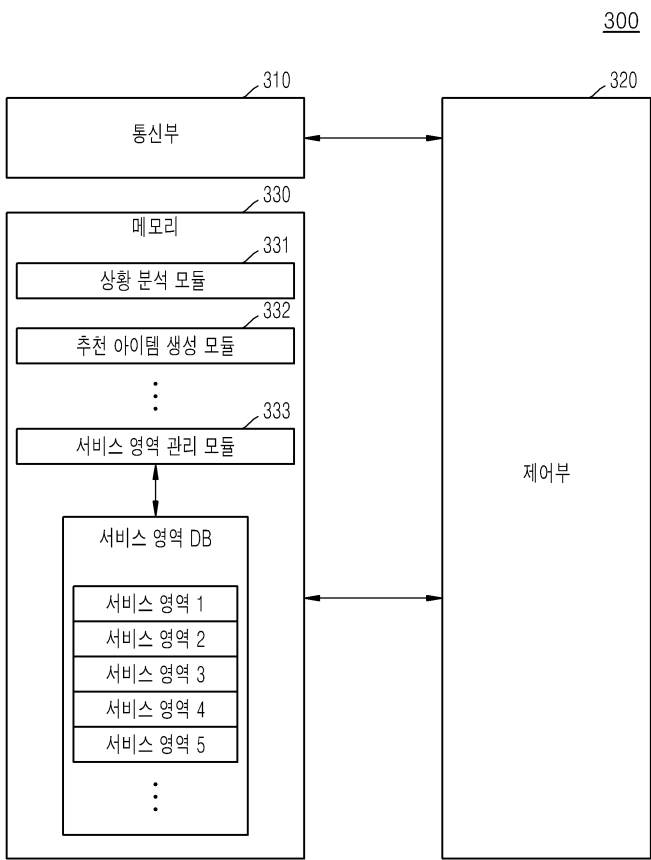 300
310
통신부
320
제어부
330
메모리
331
상황 분석 모듈
332
추천 아이템 생성 모듈
333
서비스 영역 관리 모듈
서비스 영역 DB
서비스 영역 1
서비스 영역 2
서비스 영역 3
서비스 영역 4
서비스 영역 5